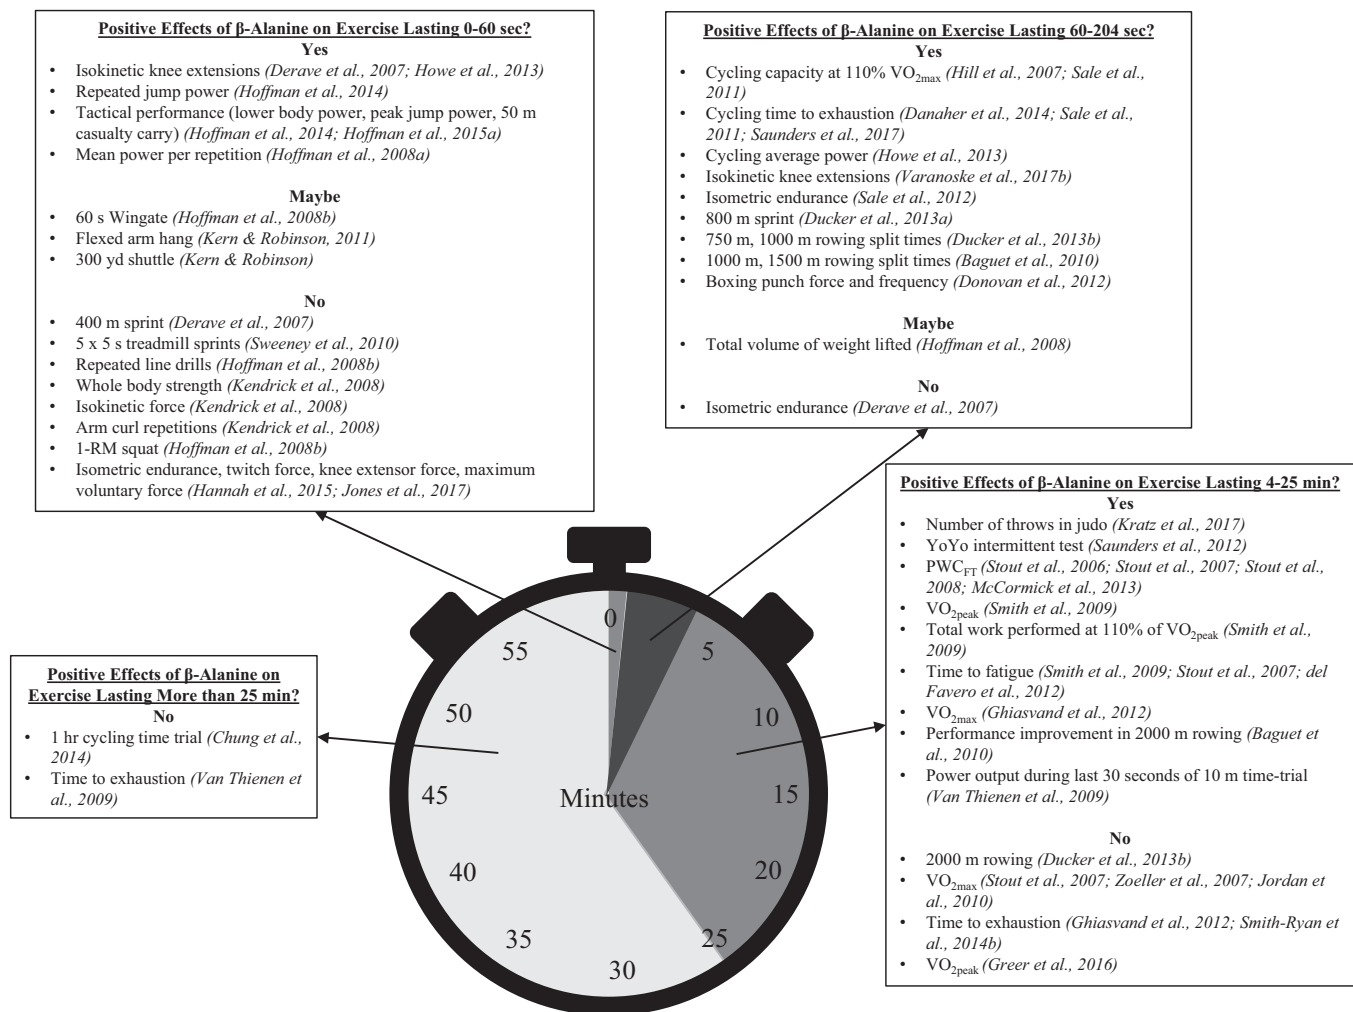 Positive Effects of β-Alanine on Exercise Lasting 0-60 sec?
Yes
• Isokinetic knee extensions (Derave et al., 2007; Howe et al., 2013)
• Repeated jump power (Hoffman et al., 2014)
• Tactical performance (lower body power, peak jump power, 50 m
casualty carry) (Hoffman et al., 2014; Hoffman et al., 2015a)
• Mean power per repetition (Hoffman et al., 2008a)
Maybe
• 60 s Wingate (Hoffman et al., 2008b)
• Flexed arm hang (Kern & Robinson, 2011)
• 300 yd shuttle (Kern & Robinson)
No
• 400 m sprint (Derave et al., 2007)
• 5 x 5 s treadmill sprints (Sweeney et al., 2010)
• Repeated line drills (Hoffman et al., 2008b)
• Whole body strength (Kendrick et al., 2008)
• Isokinetic force (Kendrick et al., 2008)
• Arm curl repetitions (Kendrick et al., 2008)
• 1-RM squat (Hoffman et al., 2008b)
• Isometric endurance, twitch force, knee extensor force, maximum
voluntary force (Hannah et al., 2015; Jones et al., 2017)
Positive Effects of β-Alanine on Exercise Lasting 60-204 sec?
Yes
• Cycling capacity at 110% VO2max (Hill et al., 2007; Sale et al.,
2011)
• Cycling time to exhaustion (Danaher et al., 2014; Sale et al.,
2011; Saunders et al., 2017)
• Cycling average power (Howe et al., 2013)
• Isokinetic knee extensions (Varanoske et al., 2017b)
• Isometric endurance (Sale et al., 2012)
• 800 m sprint (Ducker et al., 2013a)
• 750 m, 1000 m rowing split times (Ducker et al., 2013b)
• 1000 m, 1500 m rowing split times (Baguet et al., 2010)
• Boxing punch force and frequency (Donovan et al., 2012)
Maybe
• Total volume of weight lifted (Hoffman et al., 2008)
No
• Isometric endurance (Derave et al., 2007)
Positive Effects of β-Alanine on Exercise Lasting 4-25 min?
Yes
• Number of throws in judo (Kratz et al., 2017)
• YoYo intermittent test (Saunders et al., 2012)
• PWCFT (Stout et al., 2006; Stout et al., 2007; Stout et al.,
2008; McCormick et al., 2013)
• VO2peak (Smith et al., 2009)
• Total work performed at 110% of VO2peak (Smith et al.,
2009)
• Time to fatigue (Smith et al., 2009; Stout et al., 2007; del
Favero et al., 2012)
• VO2max (Ghiasvand et al., 2012)
• Performance improvement in 2000 m rowing (Baguet et
al., 2010)
• Power output during last 30 seconds of 10 m time-trial
(Van Thienen et al., 2009)
No
• 2000 m rowing (Ducker et al., 2013b)
• VO2max (Stout et al., 2007; Zoeller et al., 2007; Jordan et
al., 2010)
• Time to exhaustion (Ghiasvand et al., 2012; Smith-Ryan et
al., 2014b)
• VO2peak (Greer et al., 2016)
Positive Effects of β-Alanine on
Exercise Lasting More than 25 min?
No
• 1 hr cycling time trial (Chung et al.,
2014)
• Time to exhaustion (Van Thienen et
al., 2009)
0
5
10
15
20
25
30
35
40
45
50
55
Minutes